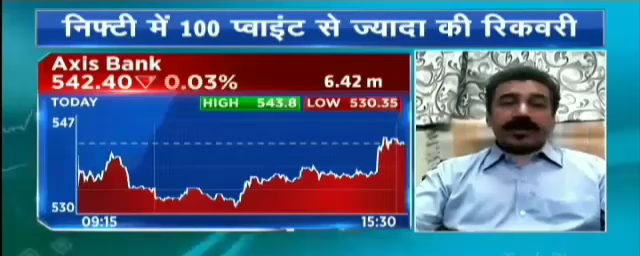 निफ्टी में 100 प्वाइंट से ज्यादा की रिकवरी
Axis Bank
542.40 0.03% 6.42 m
TODAY HIGH 543.8 LOW 530.35
547
530
09:15 15:30